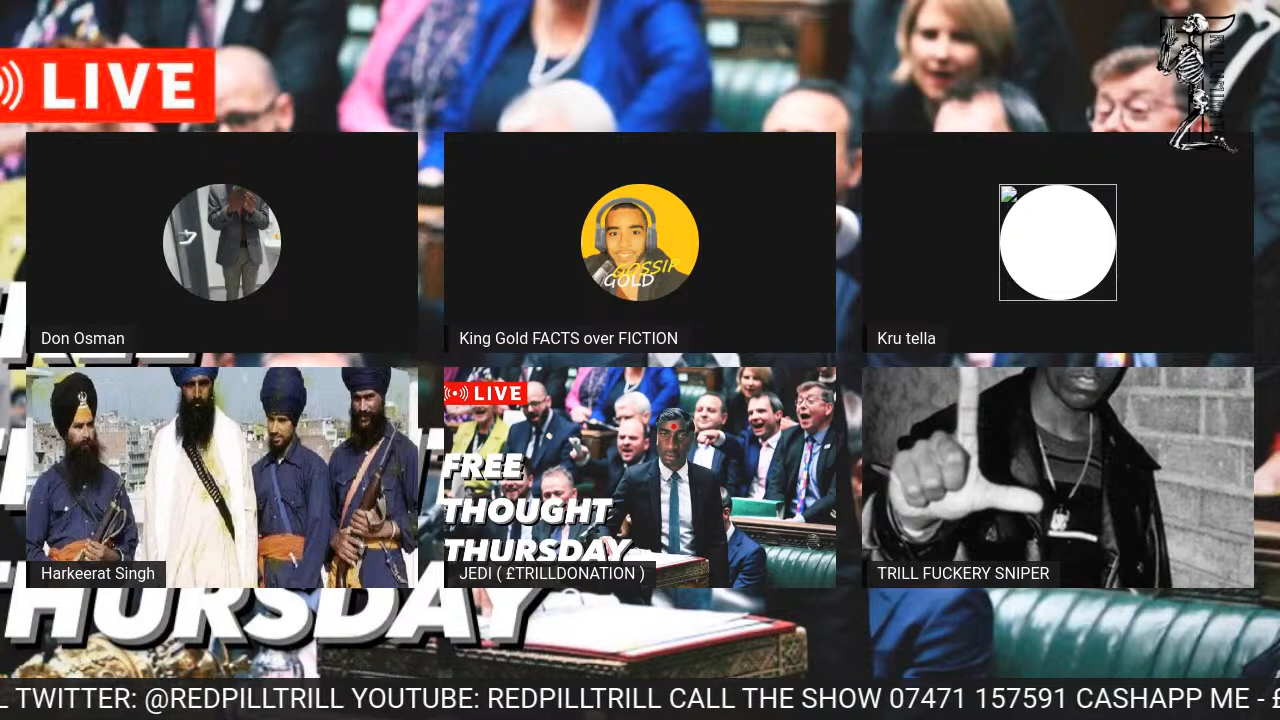 LIVE
GOSSIP
GOLD
Don Osman
King Gold FACTS over FICTION
Kru tella
LIVE
FREE
THOUGHT
THURSDAY
Harkeerat Singh
JEDI ( £TRILLDONATION )
TRILL FUCKERY SNIPER
HURSDAY
L TWITTER: @REDPILLTRILL YOUTUBE: REDPILLTRILL CALL THE SHOW 07471 157591 CASHAPP ME - £